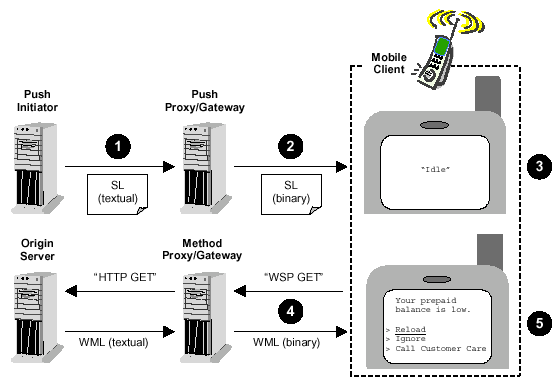 Mobile
Client
Push
Initiator
Push
Proxy/Gateway
1
2
3
SL
(textual)
SL
(binary)
"Idle"
Origin
Server
Method
Proxy/Gateway
"HTTP GET"
"WSP GET"
4
5
WML (textual)
WML (binary)
Your prepaid
balance is low.
> Reload
> Ignore
> Call Customer Care